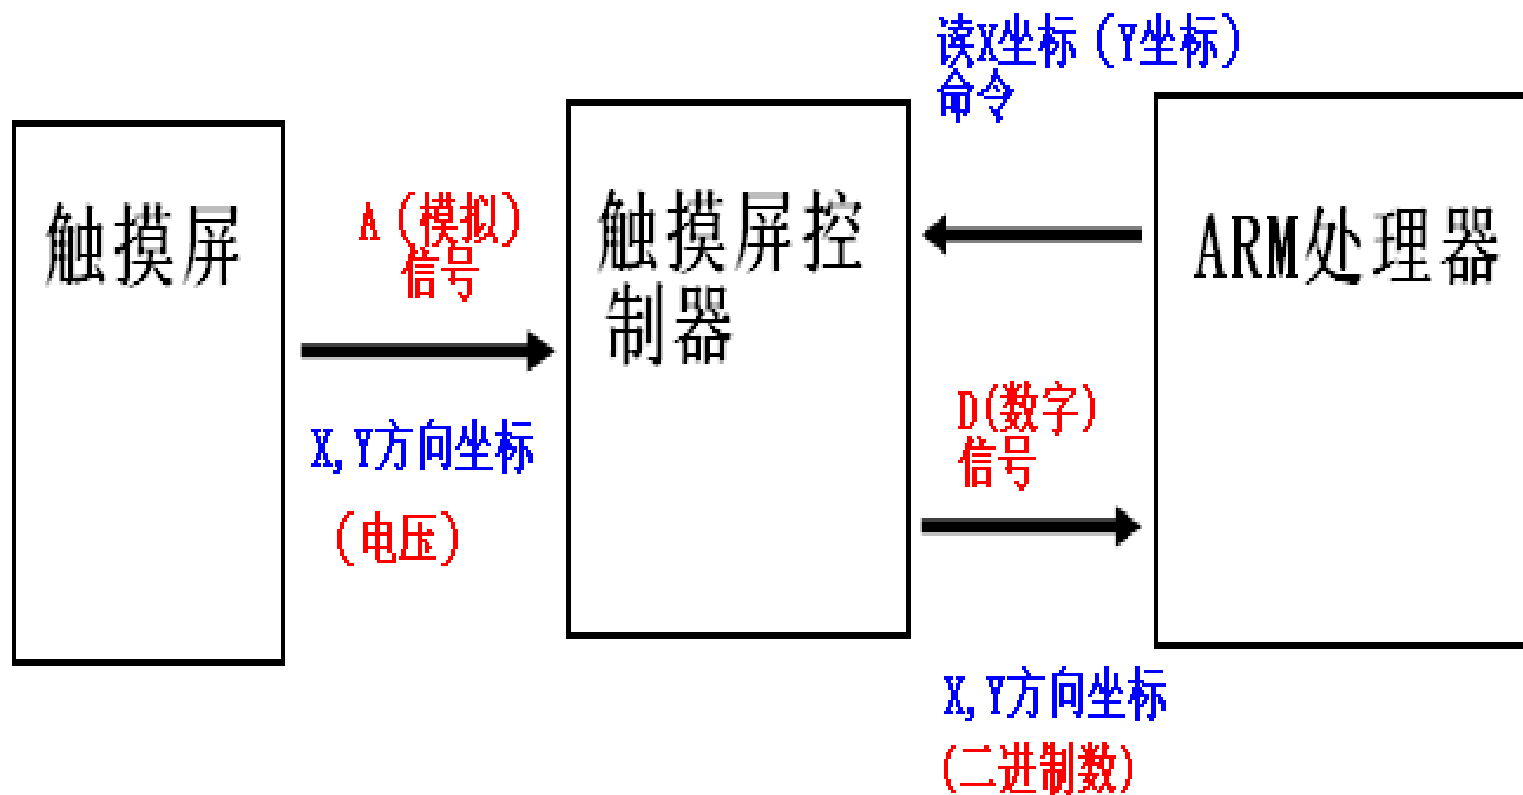 读X坐标（Y坐标）
命令
触摸屏
A（模拟）
信号
X,Y方向坐标
（电压）
触摸屏控
制器
D(数字)
信号
X,Y方向坐标
(二进制数)
ARM处理器